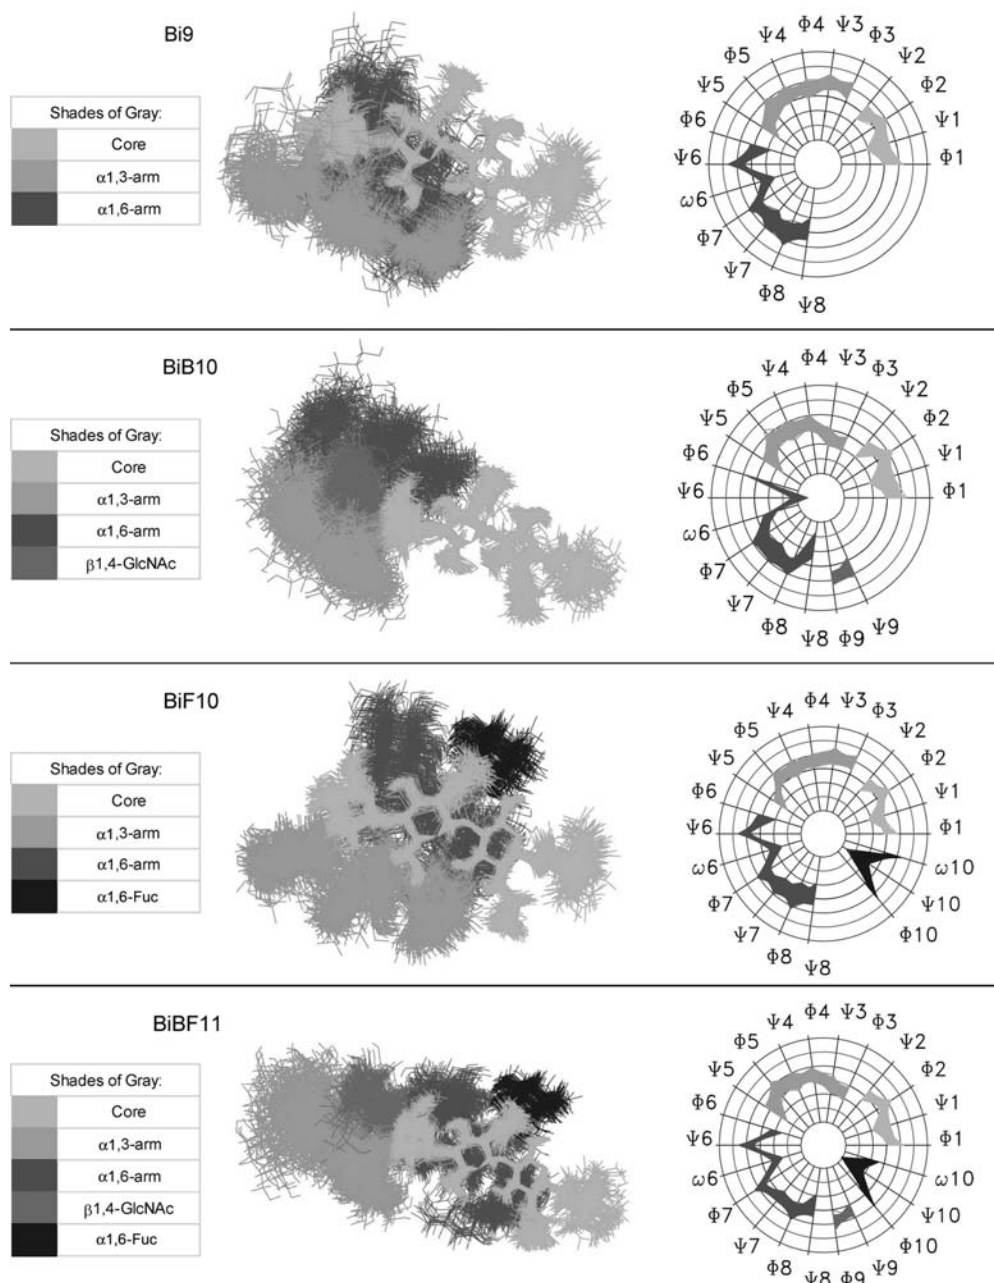 Bi9
Shades of Gray:
Core
α1,3-arm
α1,6-arm
Φ4 Ψ3
Ψ4 Φ3
Φ5 Ψ2
Ψ5 Φ2
Φ6 Ψ1
Ψ6 Φ1
ω6
Φ7
Ψ7
Φ8
Ψ8
BiB10
Shades of Gray:
Core
α1,3-arm
α1,6-arm
β1,4-GlcNAc
Φ4 Ψ3
Ψ4 Φ3
Φ5 Ψ2
Ψ5 Φ2
Φ6 Ψ1
Ψ6 Φ1
ω6
Φ7
Ψ7
Φ8 Ψ9
Ψ8 Φ9
BiF10
Shades of Gray:
Core
α1,3-arm
α1,6-arm
α1,6-Fuc
Φ4 Ψ3
Ψ4 Φ3
Φ5 Ψ2
Ψ5 Φ2
Φ6 Ψ1
Ψ6 Φ1
ω6 ω10
Φ7 Ψ10
Ψ7 Φ10
Φ8
Ψ8
BiBF11
Shades of Gray:
Core
α1,3-arm
α1,6-arm
β1,4-GlcNAc
α1,6-Fuc
Φ4 Ψ3
Ψ4 Φ3
Φ5 Ψ2
Ψ5 Φ2
Φ6 Ψ1
Ψ6 Φ1
ω6 ω10
Φ7 Ψ10
Ψ7 Φ10
Φ8 Ψ9
Ψ8 Φ9